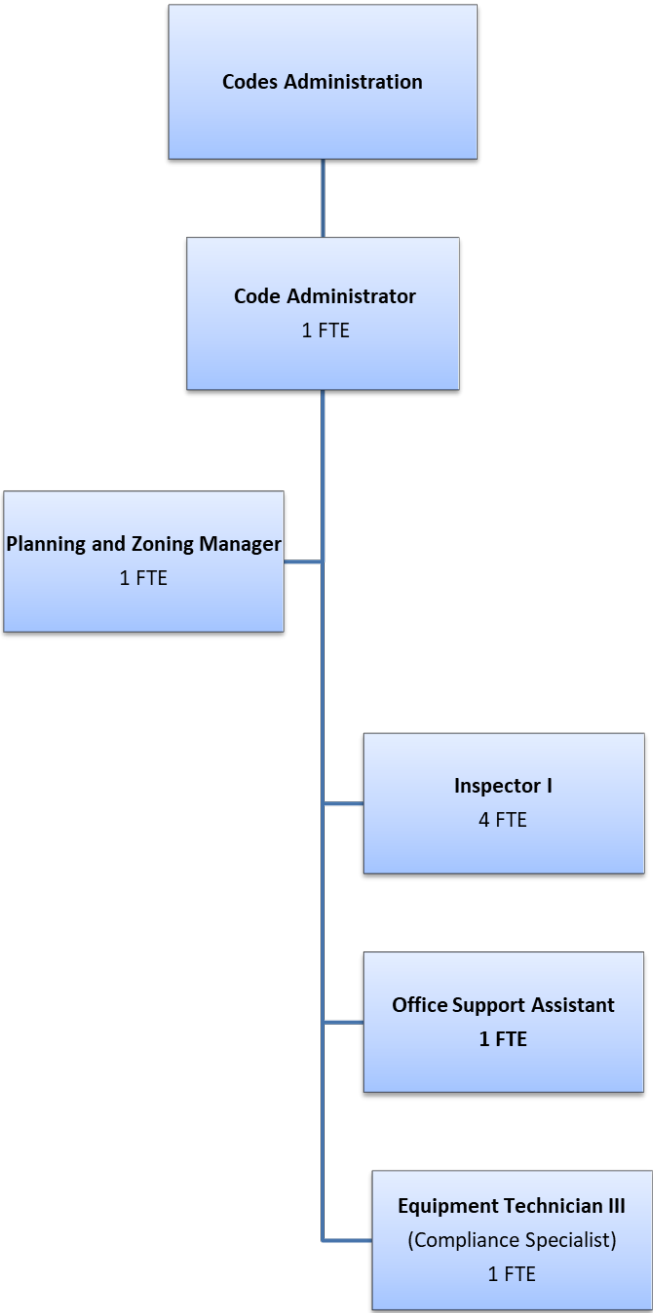 Codes Administration
Code Administrator
1 FTE
Planning and Zoning Manager
1 FTE
Inspector I
4 FTE
Office Support Assistant
1 FTE
Equipment Technician III
(Compliance Specialist)
1 FTE